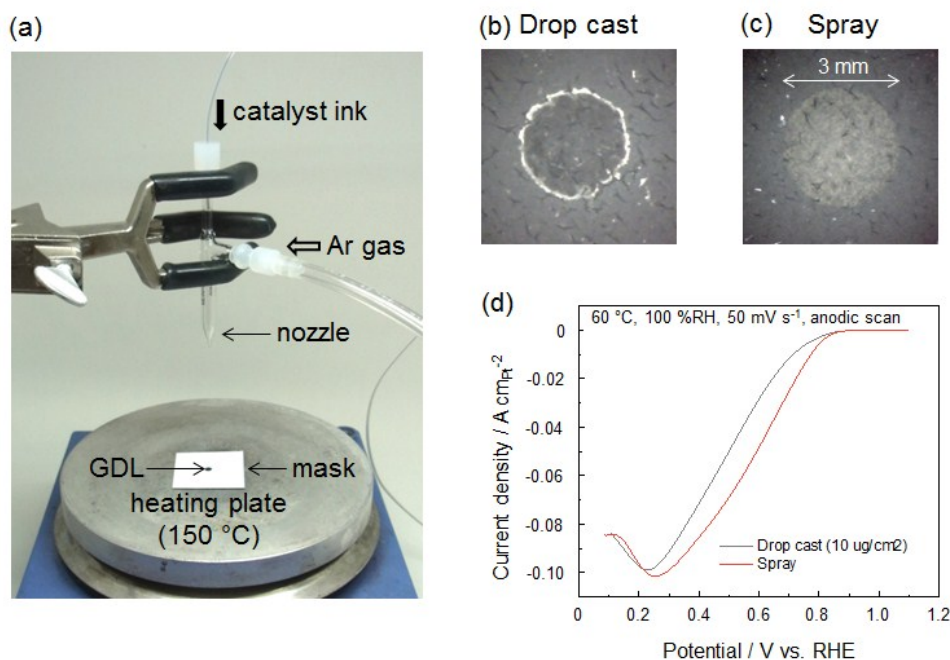 (a)
catalyst ink
Ar gas
nozzle
GDL
mask
heating plate
(150 °C)
(b) Drop cast
(c) Spray
3 mm
(d)
60 °C, 100 %RH, 50 mV s⁻¹, anodic scan
0
-0.02
-0.04
-0.06
-0.08
-0.10
Current density / A cmPt⁻²
Drop cast (10 ug/cm2)
Spray
0 0.2 0.4 0.6 0.8 1.0 1.2
Potential / V vs. RHE